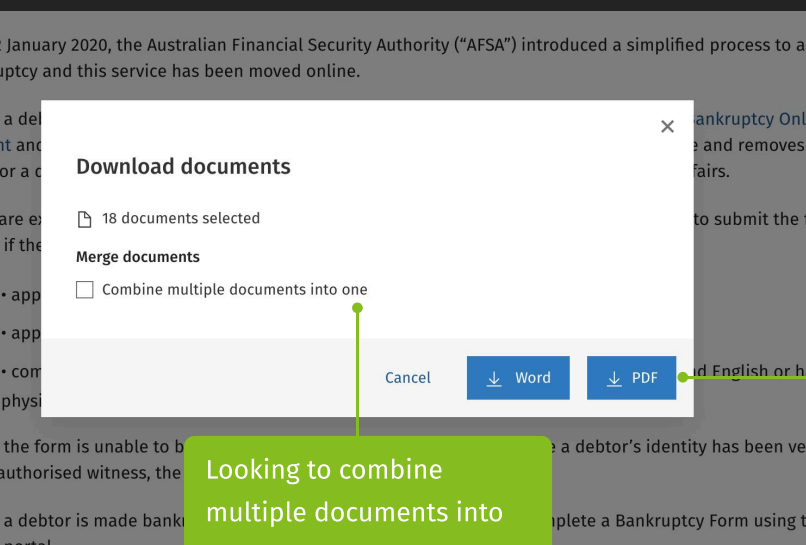 January 2020, the Australian Financial Security Authority (“AFSA”) introduced a simplified process to a
uptcy and this service has been moved online.
a de
ankruptcy Onl
nt and
e and removes
or a
fairs.
Download documents
18 documents selected
are e
to submit the
if the
Merge documents
Combine multiple documents into one
• app
• app
• com
nd English or h
physi
Cancel
Word
PDF
the form is unable to b
e a debtor’s identity has been ve
authorised witness, the
Looking to combine
multiple documents into
a debtor is made bank
plete a Bankruptcy Form using t